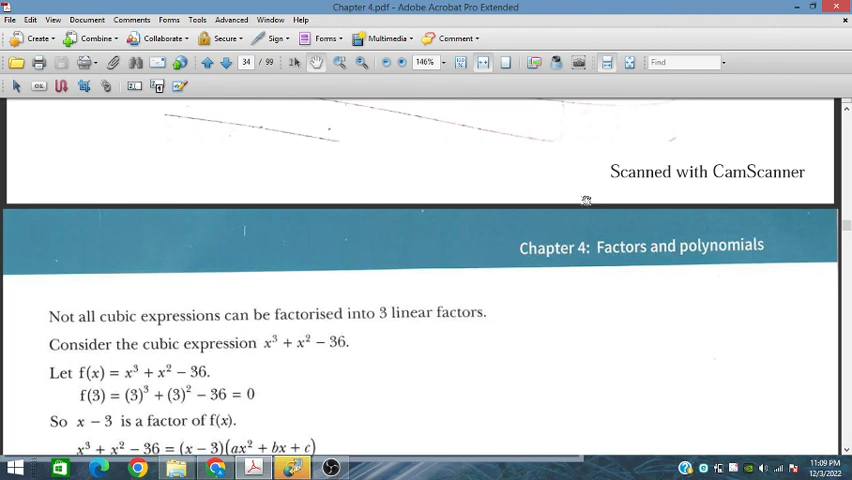 Chapter 4.pdf - Adobe Acrobat Pro Extended
File Edit View Document Comments Forms Tools Advanced Window Help
Create Combine Collaborate Secure Sign Forms Multimedia Comment
34 / 99 146% Find
Scanned with CamScanner
Chapter 4: Factors and polynomials
Not all cubic expressions can be factorised into 3 linear factors.
Consider the cubic expression x³ + x² − 36.
Let f(x) = x³ + x² − 36.
f(3) = (3)³ + (3)² − 36 = 0
So x − 3 is a factor of f(x).
x³ + x² − 36 = (x − 3)(ax² + bx + c)
11:09 PM
12/3/2022